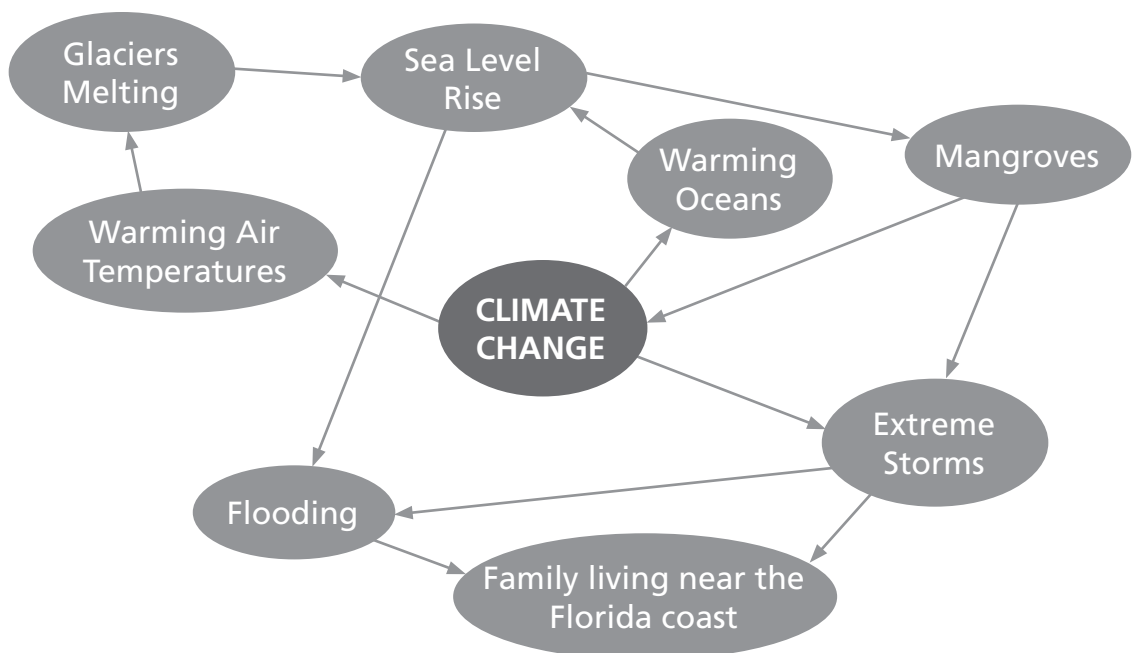 Glaciers
Melting
Sea Level
Rise
Warming
Oceans
Mangroves
Warming Air
Temperatures
CLIMATE
CHANGE
Extreme
Storms
Flooding
Family living near the
Florida coast